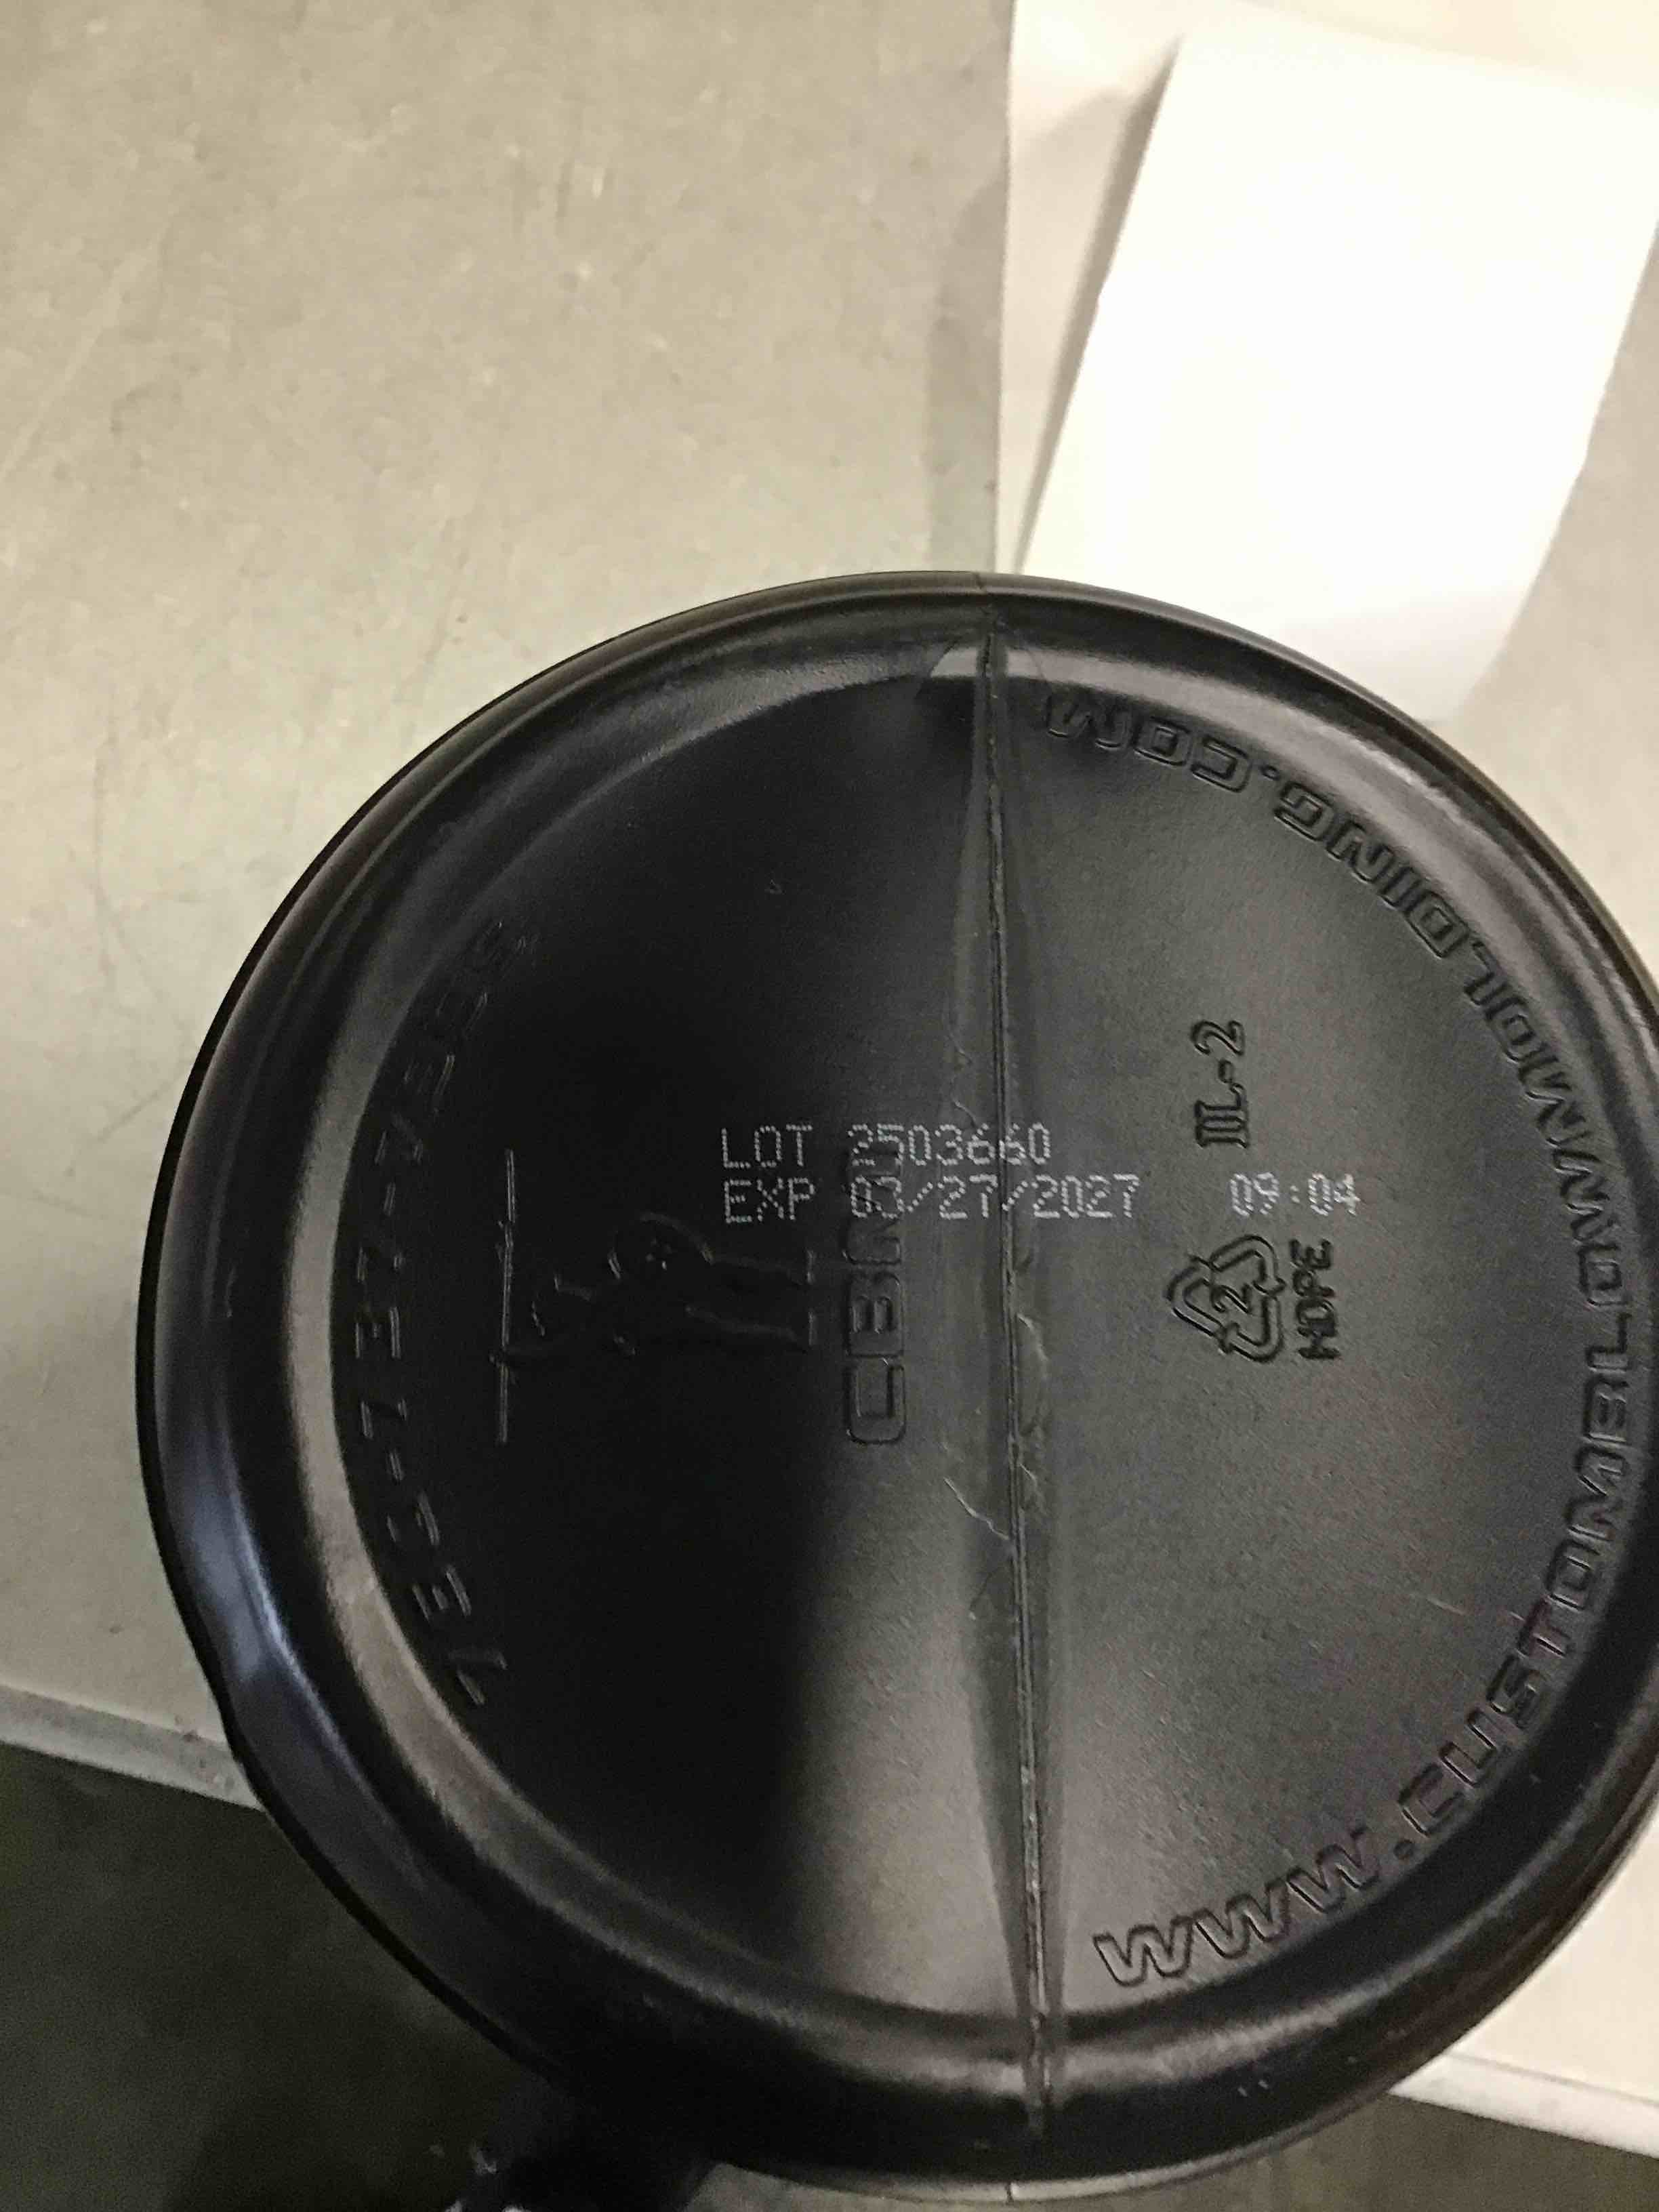 LOT 2503660
EXP 03/27/2027 09:04
IL-2
2
HDPE
CBM
WWW.CUSTOMBLOWMOLDING.COM